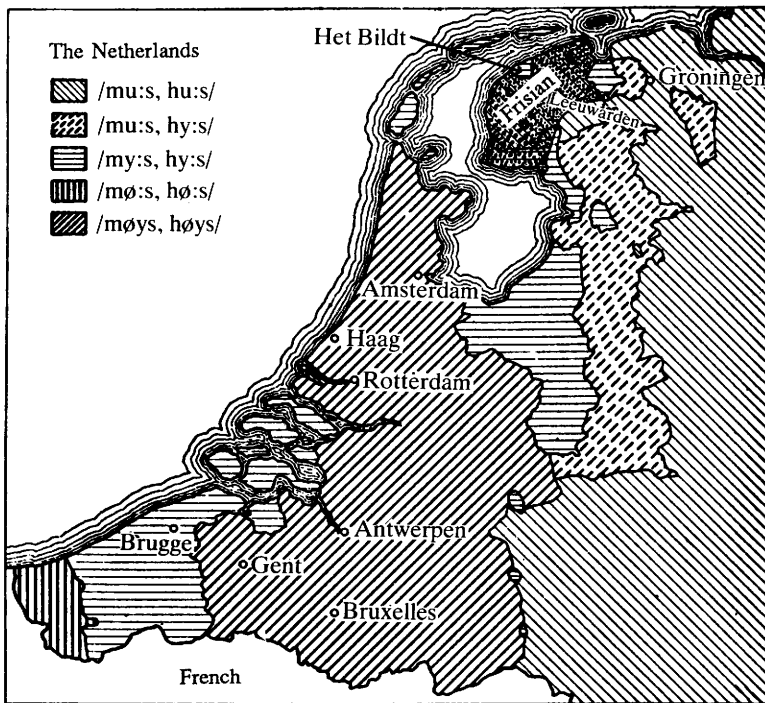 The Netherlands
/mu:s, hu:s/
/mu:s, hy:s/
/my:s, hy:s/
/mø:s, hø:s/
/møys, høys/
Het Bildt
Groningen
Frisian
Leeuwarden
Amsterdam
Haag
Rotterdam
Antwerpen
Brugge
Gent
Bruxelles
French